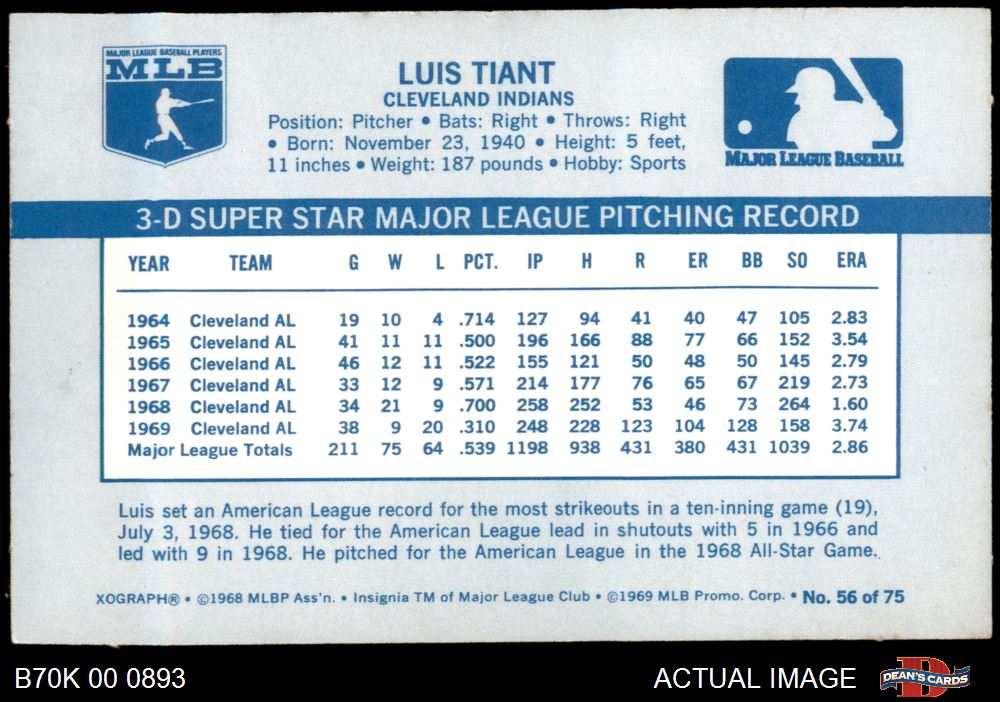 MAJOR LEAGUE BASEBALL PLAYERS
MLB
LUIS TIANT
CLEVELAND INDIANS
Position: Pitcher • Bats: Right • Throws: Right
• Born: November 23, 1940 • Height: 5 feet,
11 inches • Weight: 187 pounds • Hobby: Sports
MAJOR LEAGUE BASEBALL
3-D SUPER STAR MAJOR LEAGUE PITCHING RECORD
YEAR TEAM G W L PCT. IP H R ER BB SO ERA
1964 Cleveland AL 19 10 4 .714 127 94 41 40 47 105 2.83
1965 Cleveland AL 41 11 11 .500 196 166 88 77 66 152 3.54
1966 Cleveland AL 46 12 11 .522 155 121 50 48 50 145 2.79
1967 Cleveland AL 33 12 9 .571 214 177 76 65 67 219 2.73
1968 Cleveland AL 34 21 9 .700 258 252 53 46 73 264 1.60
1969 Cleveland AL 38 9 20 .310 248 228 123 104 128 158 3.74
Major League Totals 211 75 64 .539 1198 938 431 380 431 1039 2.86
Luis set an American League record for the most strikeouts in a ten-inning game (19),
July 3, 1968. He tied for the American League lead in shutouts with 5 in 1966 and
led with 9 in 1968. He pitched for the American League in the 1968 All-Star Game.
XOGRAPH® • ©1968 MLBP Ass'n. • Insignia TM of Major League Club • ©1969 MLB Promo. Corp. • No. 56 of 75
B70K 00 0893
ACTUAL IMAGE
D
DEAN'S CARDS